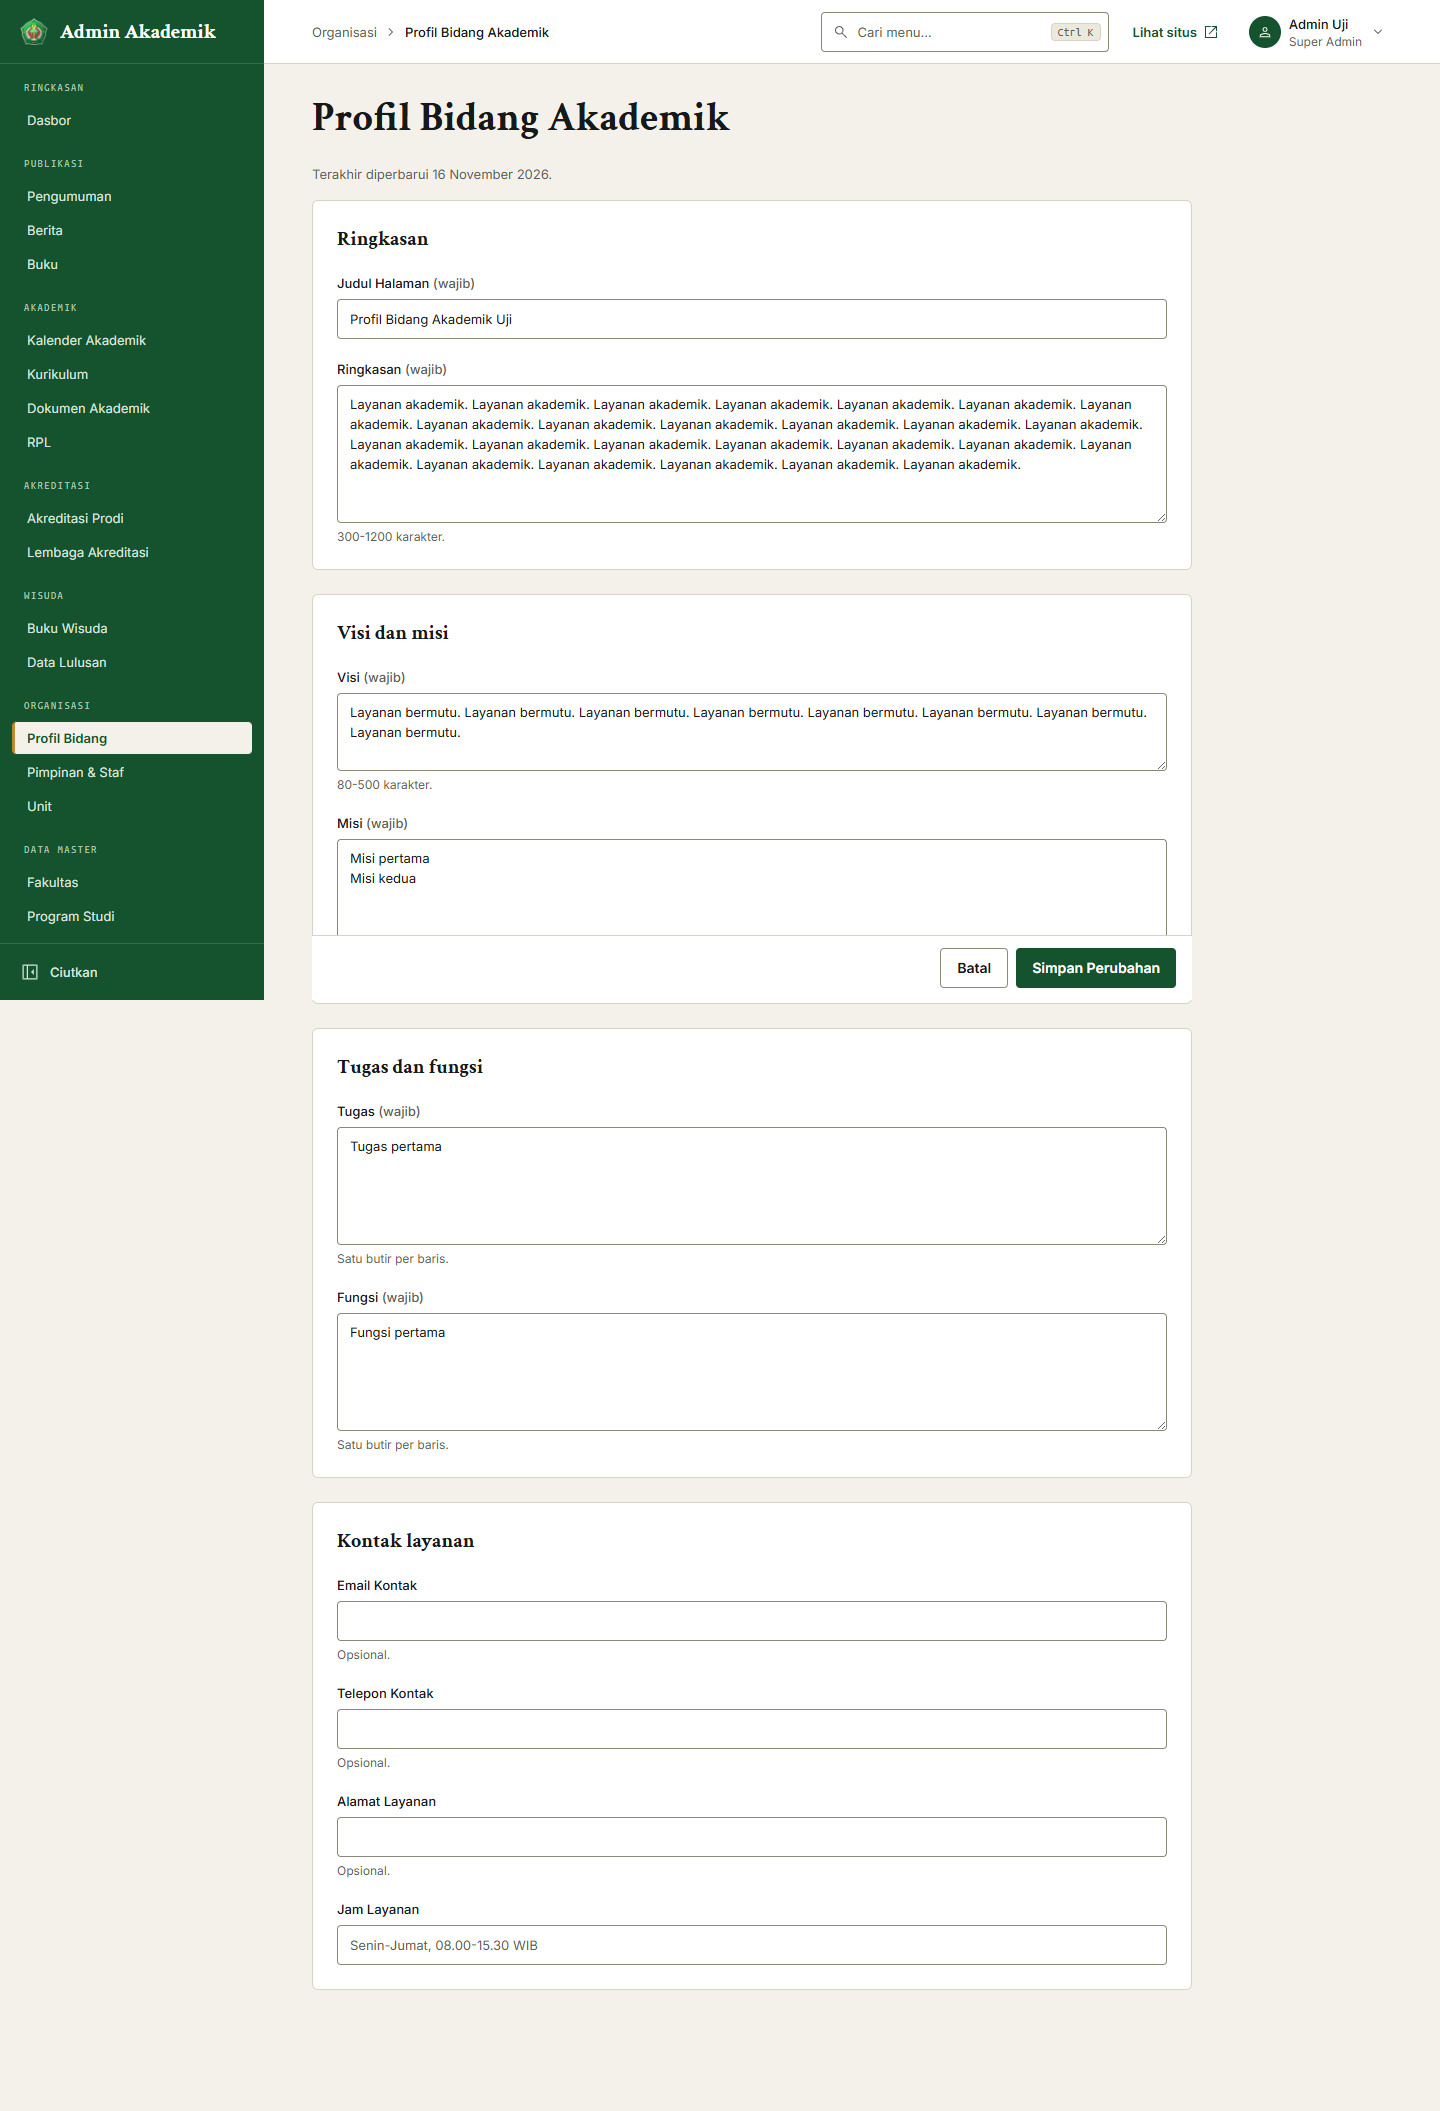 Admin Akademik
RINGKASAN
Dasbor
PUBLIKASI
Pengumuman
Berita
Buku
AKADEMIK
Kalender Akademik
Kurikulum
Dokumen Akademik
RPL
AKREDITASI
Akreditasi Prodi
Lembaga Akreditasi
WISUDA
Buku Wisuda
Data Lulusan
ORGANISASI
Profil Bidang
Pimpinan & Staf
Unit
DATA MASTER
Fakultas
Program Studi
Ciutkan
Organisasi > Profil Bidang Akademik
Cari menu...
Ctrl K
Lihat situs
Admin Uji
Super Admin
Profil Bidang Akademik
Terakhir diperbarui 16 November 2026.
Ringkasan
Judul Halaman (wajib)
Profil Bidang Akademik Uji
Ringkasan (wajib)
Layanan akademik. Layanan akademik. Layanan akademik. Layanan akademik. Layanan akademik. Layanan akademik. Layanan
akademik. Layanan akademik. Layanan akademik. Layanan akademik. Layanan akademik. Layanan akademik. Layanan akademik.
Layanan akademik. Layanan akademik. Layanan akademik. Layanan akademik. Layanan akademik. Layanan akademik. Layanan
akademik. Layanan akademik. Layanan akademik. Layanan akademik. Layanan akademik. Layanan akademik.
300-1200 karakter.
Visi dan misi
Visi (wajib)
Layanan bermutu. Layanan bermutu. Layanan bermutu. Layanan bermutu. Layanan bermutu. Layanan bermutu. Layanan bermutu.
Layanan bermutu.
80-500 karakter.
Misi (wajib)
Misi pertama
Misi kedua
Batal
Simpan Perubahan
Tugas dan fungsi
Tugas (wajib)
Tugas pertama
Satu butir per baris.
Fungsi (wajib)
Fungsi pertama
Satu butir per baris.
Kontak layanan
Email Kontak
Opsional.
Telepon Kontak
Opsional.
Alamat Layanan
Opsional.
Jam Layanan
Senin-Jumat, 08.00-15.30 WIB